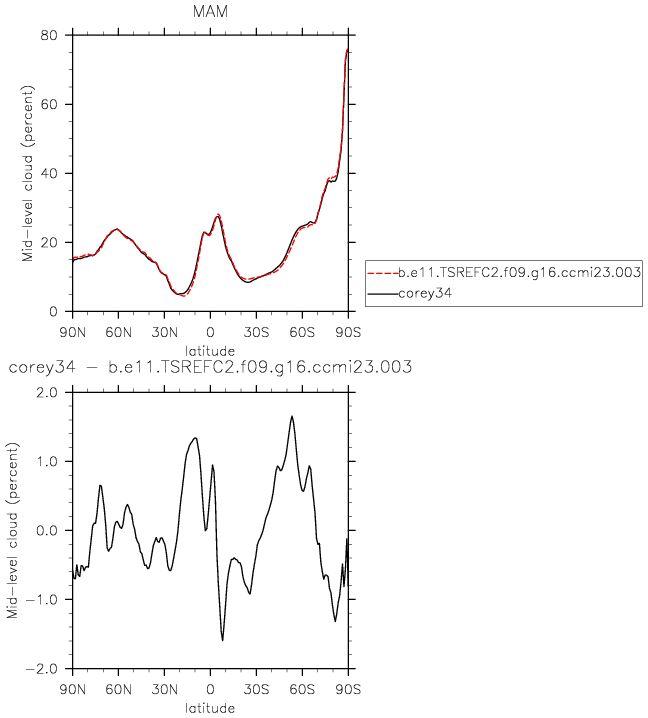 MAM
80
60
40
20
0
Mid-level cloud (percent)
90N 60N 30N 0 30S 60S 90S
latitude
b.e11.TSREFC2.f09.g16.ccmi23.003
corey34
corey34 - b.e11.TSREFC2.f09.g16.ccmi23.003
2.0
1.0
0.0
-1.0
-2.0
Mid-level cloud (percent)
90N 60N 30N 0 30S 60S 90S
latitude